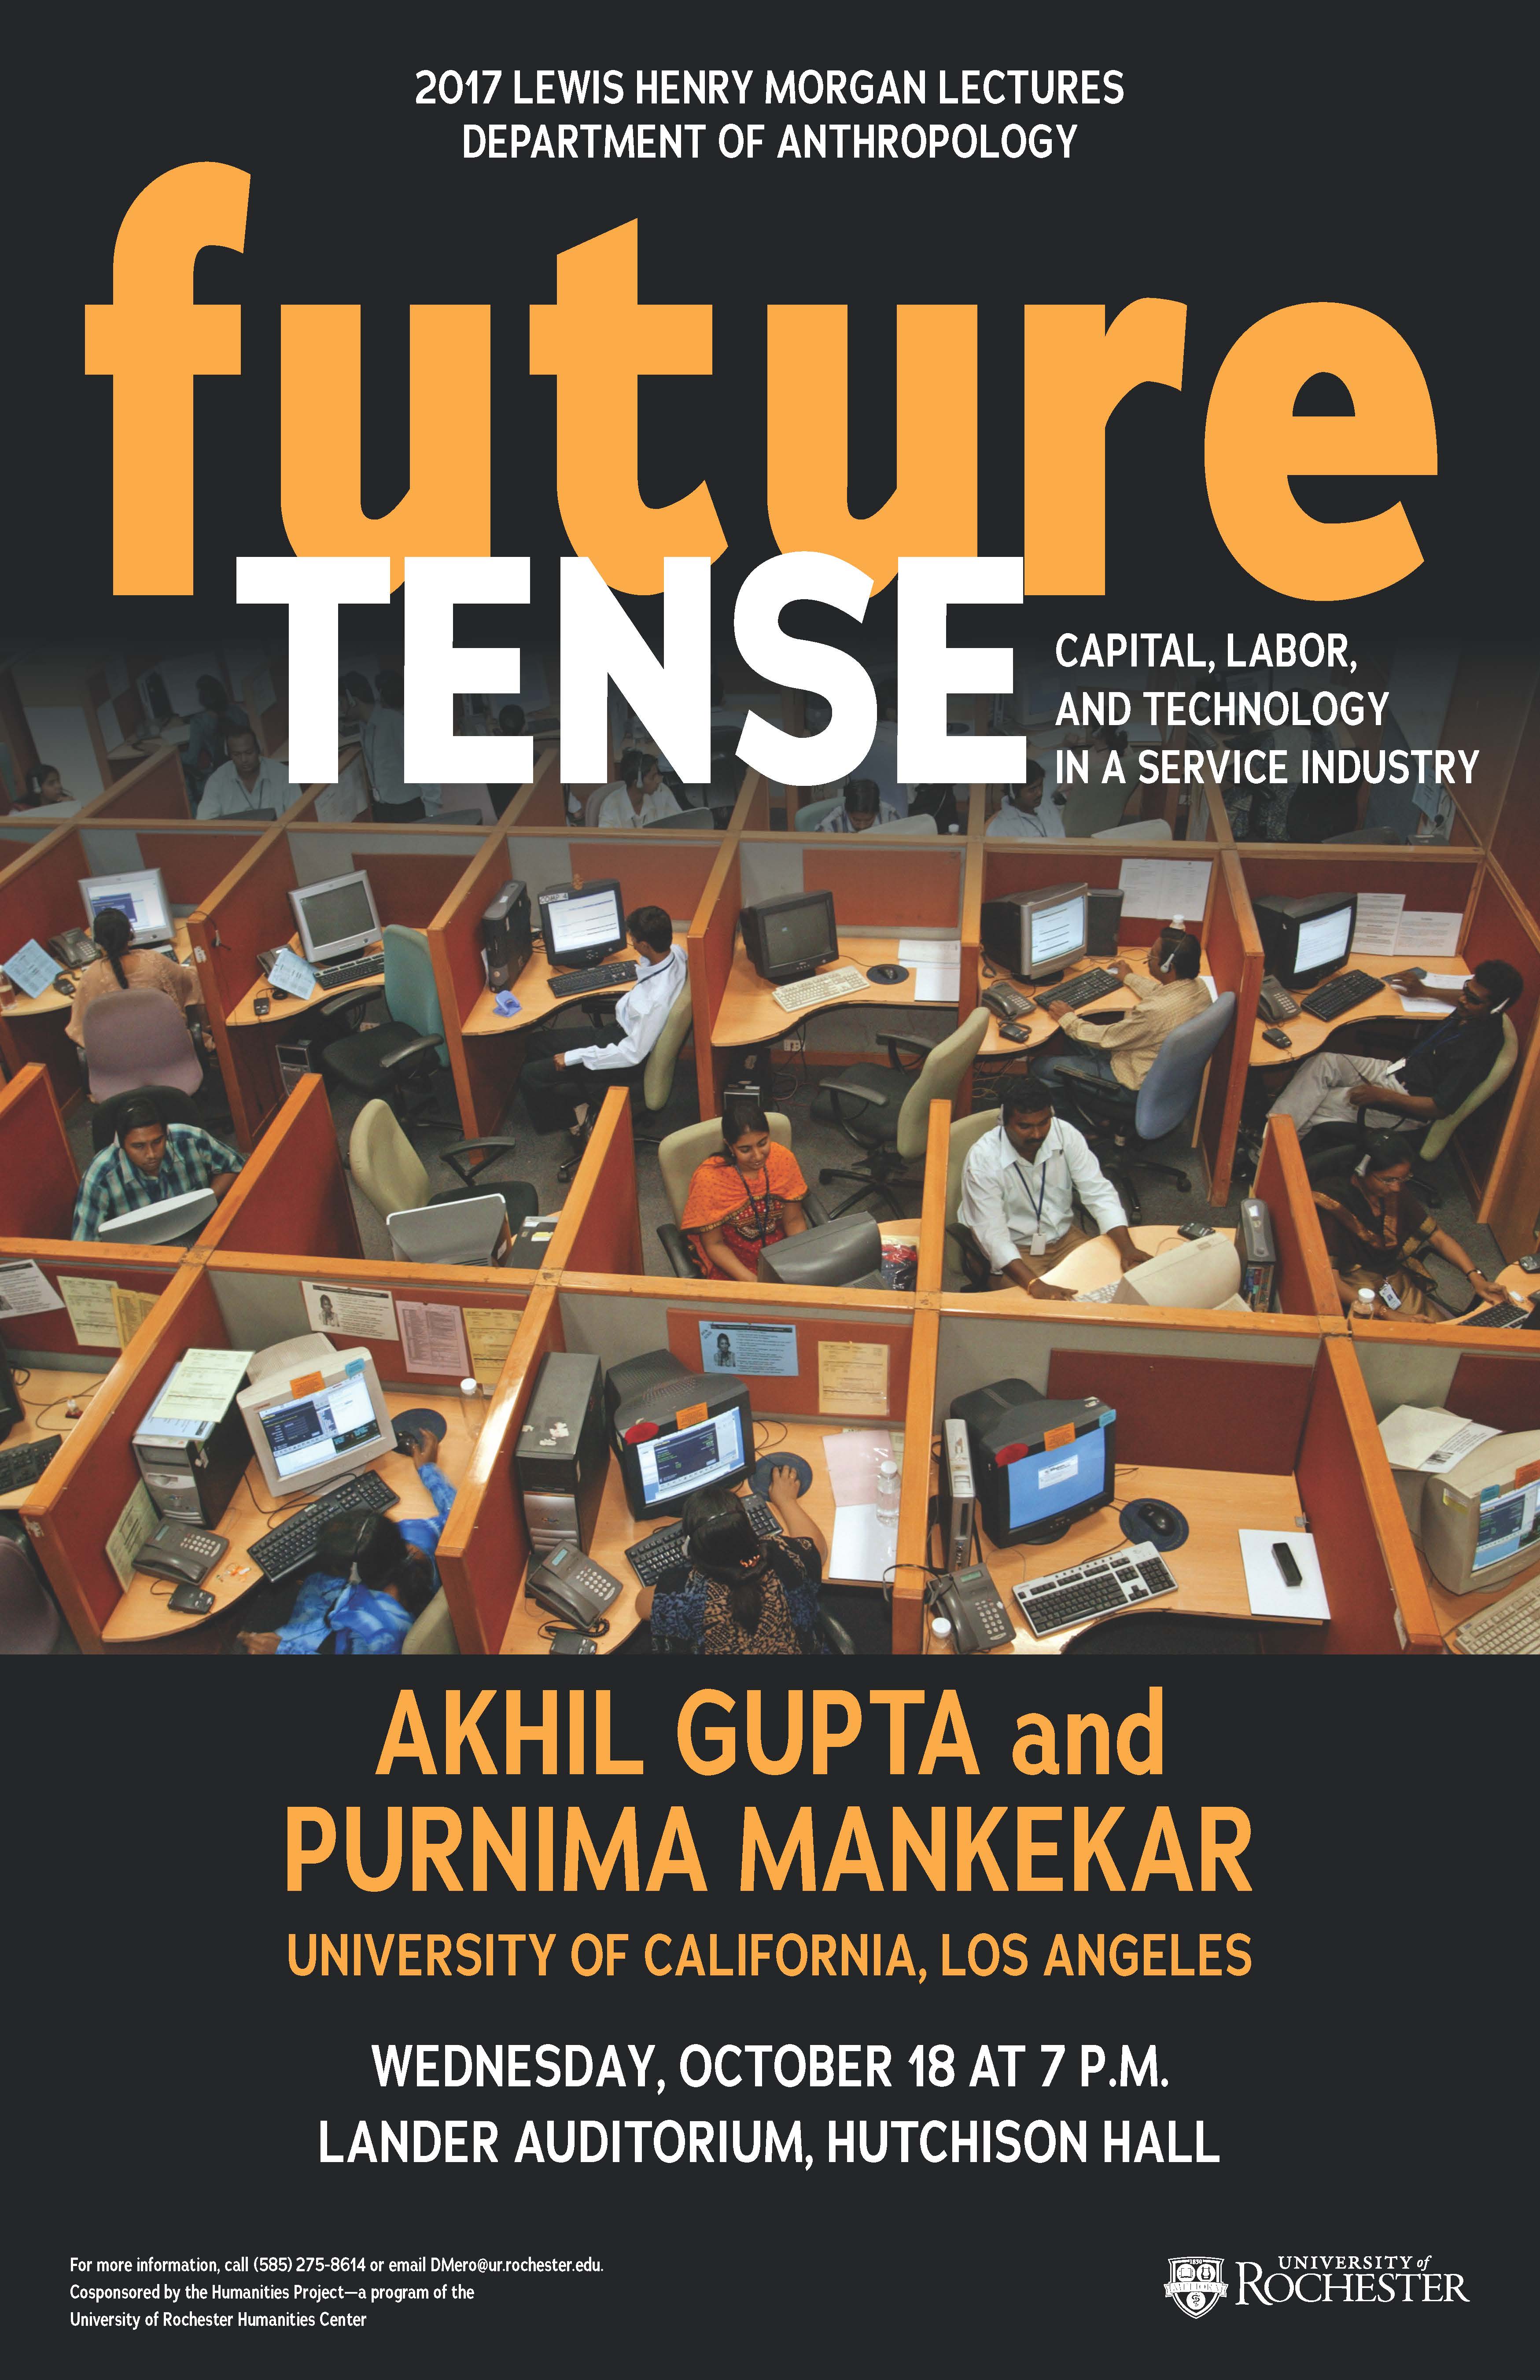 2017 LEWIS HENRY MORGAN LECTURES
DEPARTMENT OF ANTHROPOLOGY
future
TENSE
CAPITAL, LABOR,
AND TECHNOLOGY
IN A SERVICE INDUSTRY
AKHIL GUPTA and
PURNIMA MANKEKAR
UNIVERSITY OF CALIFORNIA, LOS ANGELES
WEDNESDAY, OCTOBER 18 AT 7 P.M.
LANDER AUDITORIUM, HUTCHISON HALL
For more information, call (585) 275-8614 or email DMero@ur.rochester.edu.
Cosponsored by the Humanities Project—a program of the
University of Rochester Humanities Center
1850
MELIORA
UNIVERSITY of
ROCHESTER